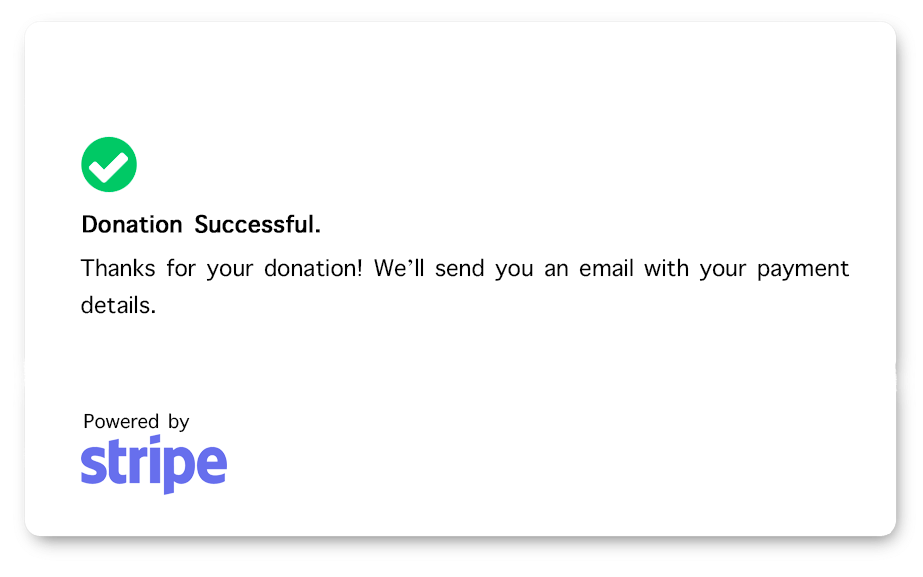 Donation Successful.
Thanks for your donation! We’ll send you an email with your payment
details.
Powered by
stripe